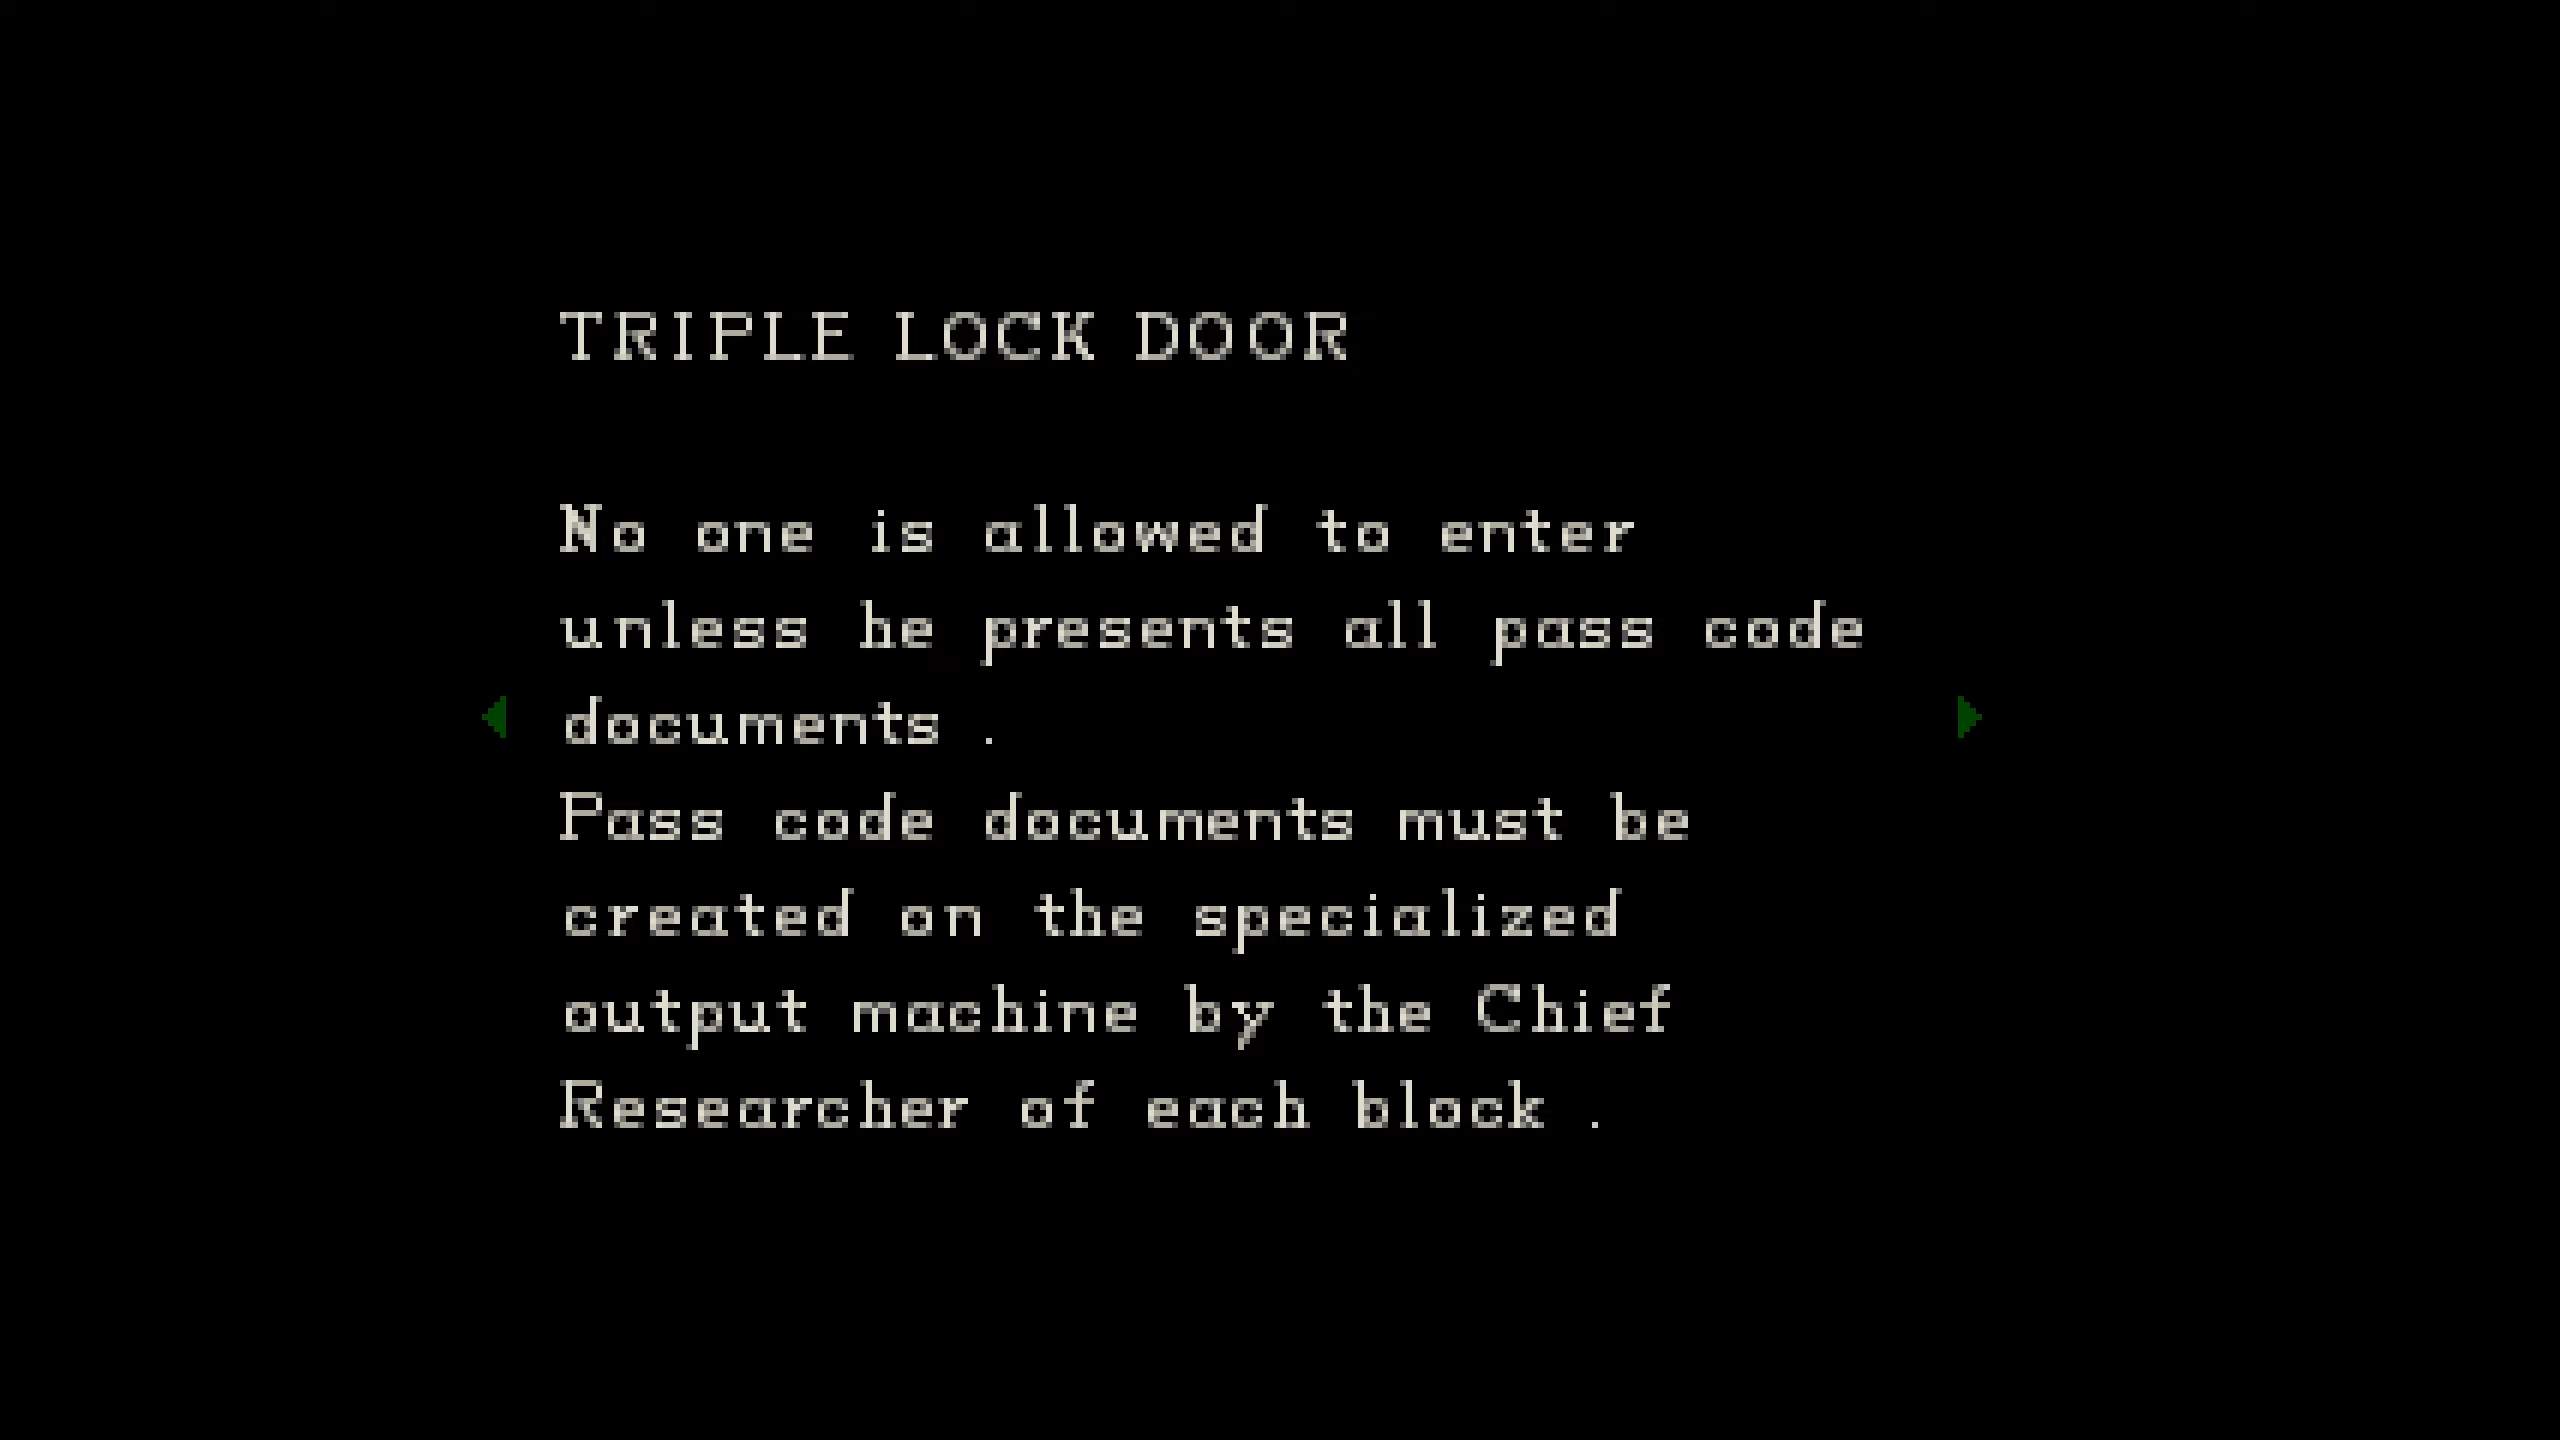 TRIPLE LOCK DOOR
No one is allowed to enter
unless he presents all pass code
documents .
Pass code documents must be
created on the specialized
output machine by the Chief
Researcher of each block .